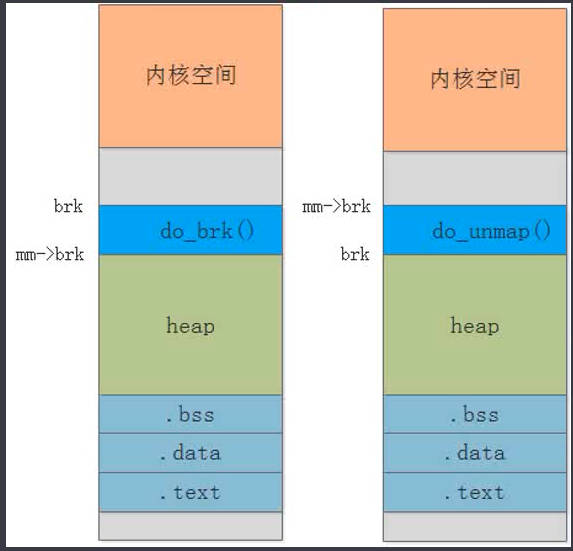 内核空间
brk
do_brk()
mm->brk
heap
.bss
.data
.text
内核空间
mm->brk
do_unmap()
brk
heap
.bss
.data
.text